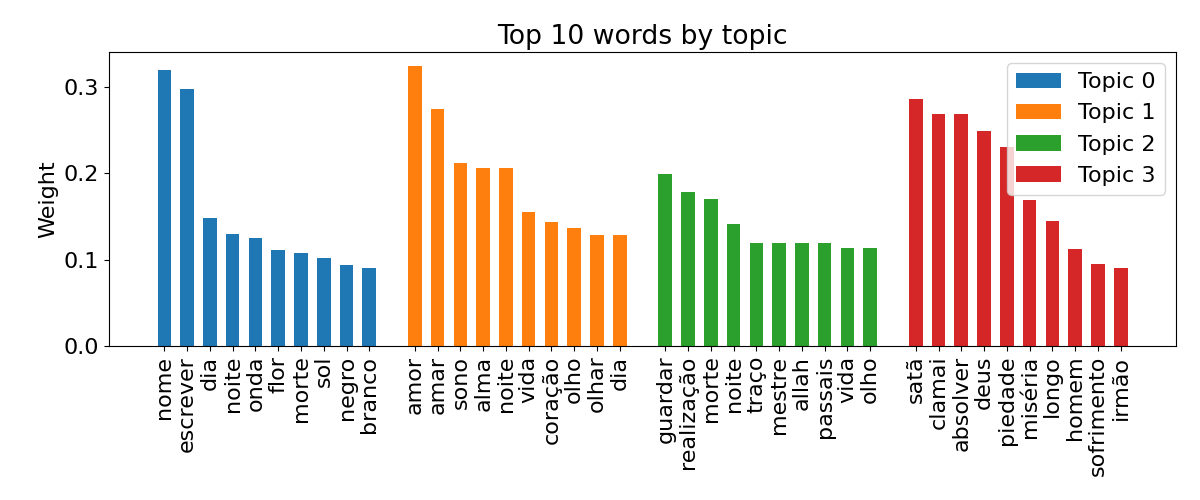 Top 10 words by topic
Weight
0.3
0.2
0.1
0.0
Topic 0
Topic 1
Topic 2
Topic 3
nome
escrever
dia
noite
onda
flor
morte
sol
negro
branco
amor
amar
sono
alma
noite
vida
coração
olho
olhar
dia
guardar
realização
morte
noite
traço
mestre
allah
passais
vida
olho
satã
clamai
absolver
deus
piedade
miséria
longo
homem
sofrimento
irmão